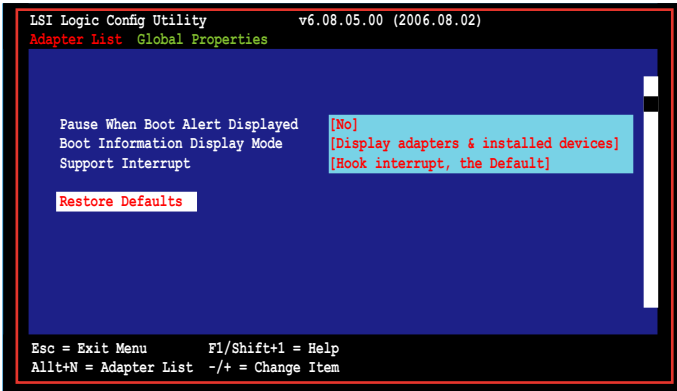 LSI Logic Config Utility v6.08.05.00 (2006.08.02)
Adapter List Global Properties
Pause When Boot Alert Displayed [No]
Boot Information Display Mode [Display adapters & installed devices]
Support Interrupt [Hook interrupt, the Default]
Restore Defaults
Esc = Exit Menu F1/Shift+1 = Help
Allt+N = Adapter List -/+ = Change Item